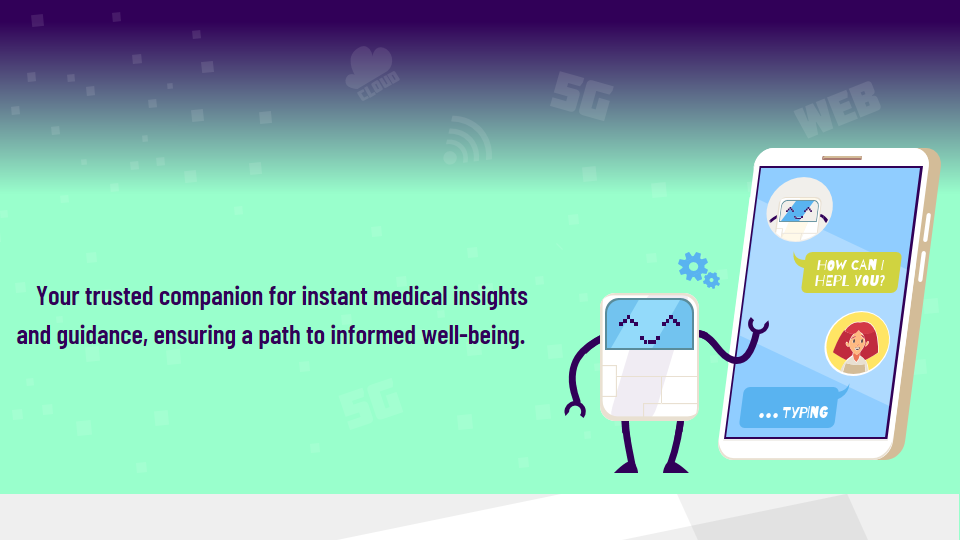 CLOUD
5G
WEB
Your trusted companion for instant medical insights
and guidance, ensuring a path to informed well-being.
HOW CAN I
HEPL YOU?
... TYPING
5G